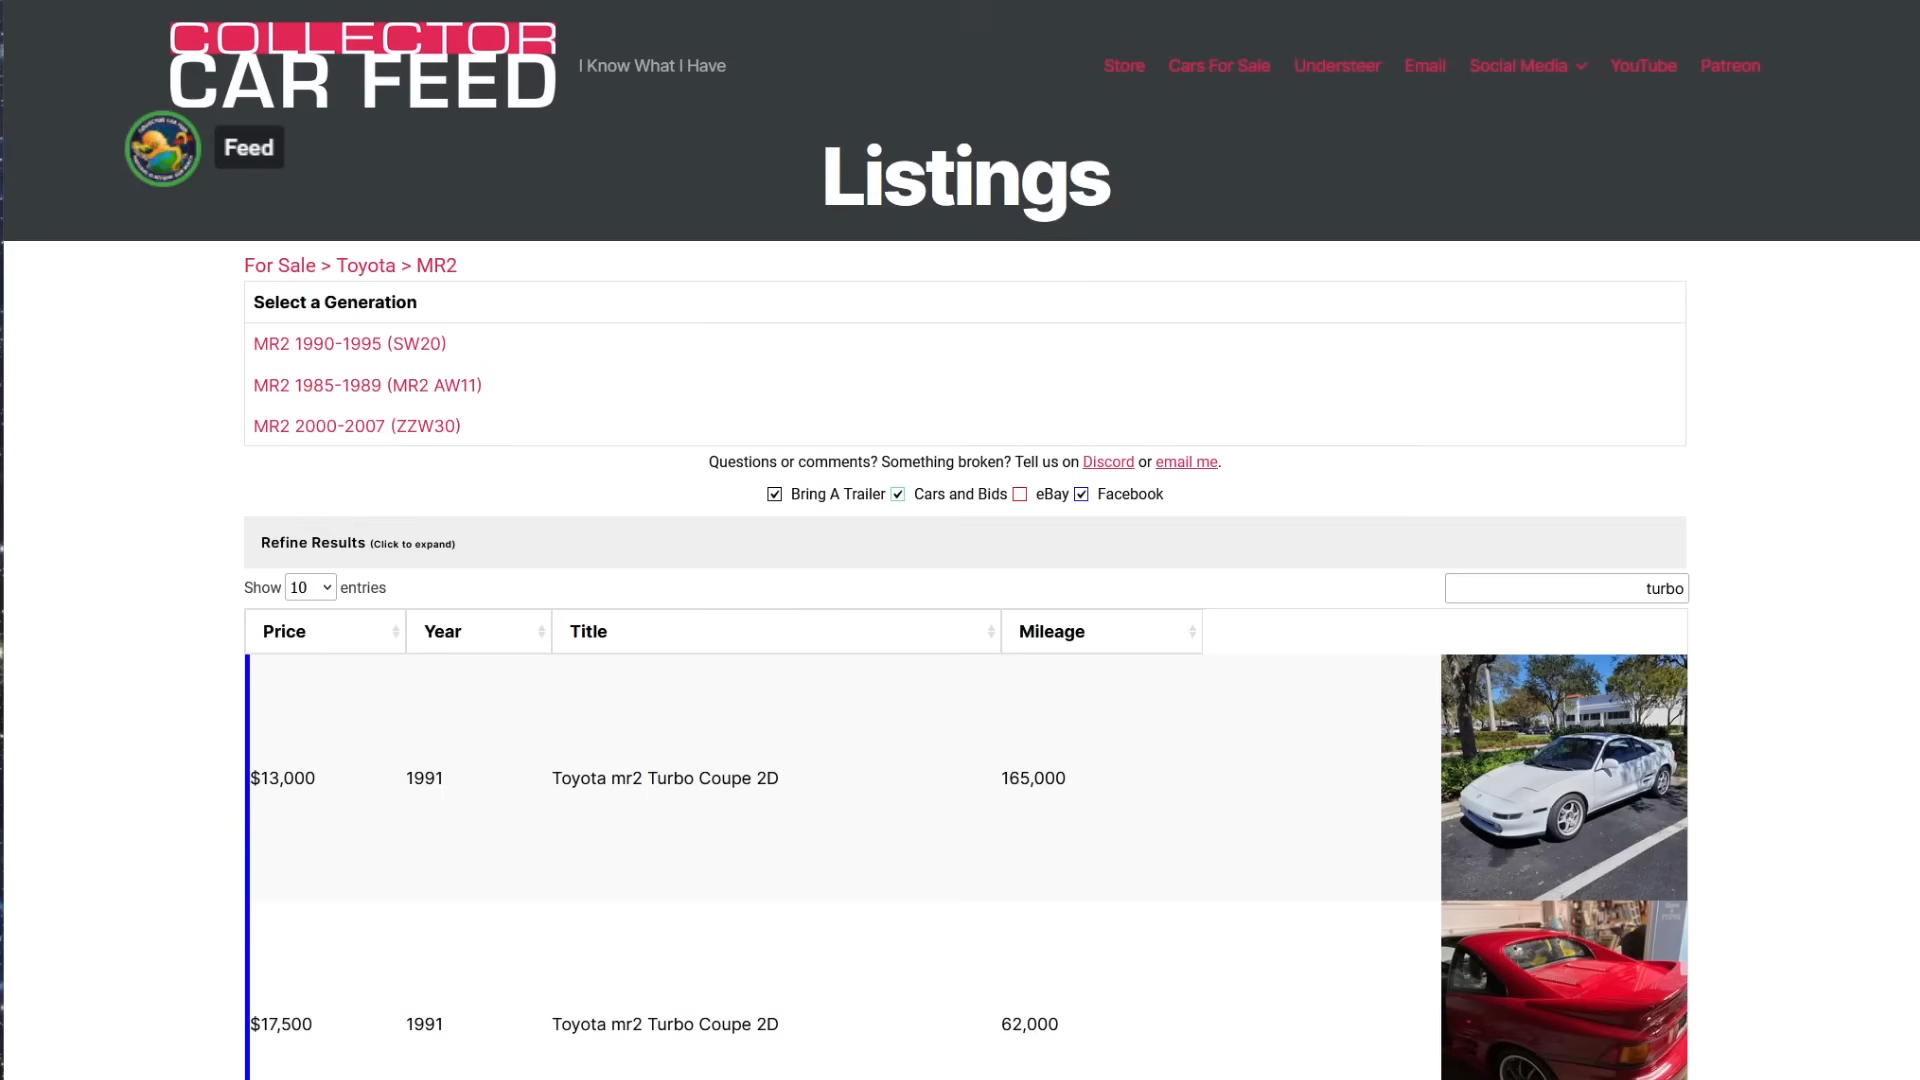 COLLECTOR
CAR FEED
I Know What I Have
Store Cars For Sale Understeer Email Social Media YouTube Patreon
Feed
Listings
For Sale > Toyota > MR2
Select a Generation
MR2 1990-1995 (SW20)
MR2 1985-1989 (MR2 AW11)
MR2 2000-2007 (ZZW30)
Questions or comments? Something broken? Tell us on Discord or email me.
Bring A Trailer Cars and Bids eBay Facebook
Refine Results (Click to expand)
Show 10 entries turbo
Price Year Title Mileage
$13,000 1991 Toyota mr2 Turbo Coupe 2D 165,000
$17,500 1991 Toyota mr2 Turbo Coupe 2D 62,000